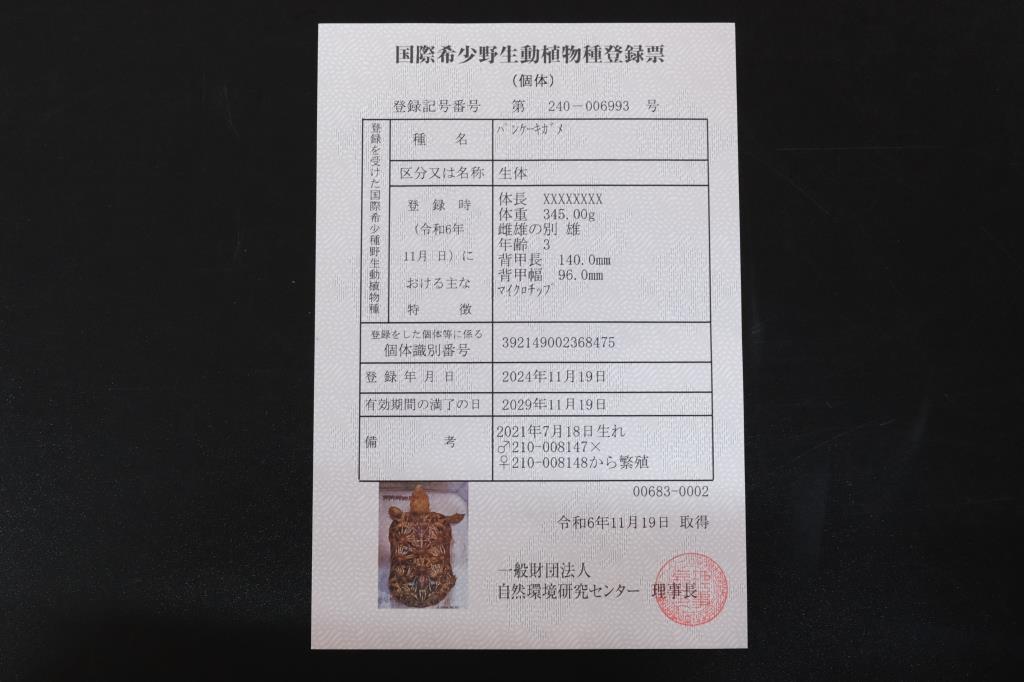 国際希少野生動植物種登録票
（個体）
登録記号番号 第 240－006993 号
登録を受けた国際希少種野生動植物種
種 名 ﾊﾟﾝｹｰｷｶﾞﾒ
区分又は名称 生体
登 録 時
（令和6年
11月 日）に
おける主な
特 徴
体長 XXXXXXXX
体重 345.00g
雌雄の別 雄
年齢 3
背甲長 140.0mm
背甲幅 96.0mm
ﾏｲｸﾛﾁｯﾌﾟ
登録をした個体等に係る
個体識別番号 392149002368475
登 録 年 月 日 2024年11月19日
有効期間の満了の日 2029年11月19日
備 考
2021年7月18日生れ
♂210-008147×
♀210-008148から繁殖
00683-0002
令和6年11月19日 取得
一般財団法人
自然環境研究センター 理事長